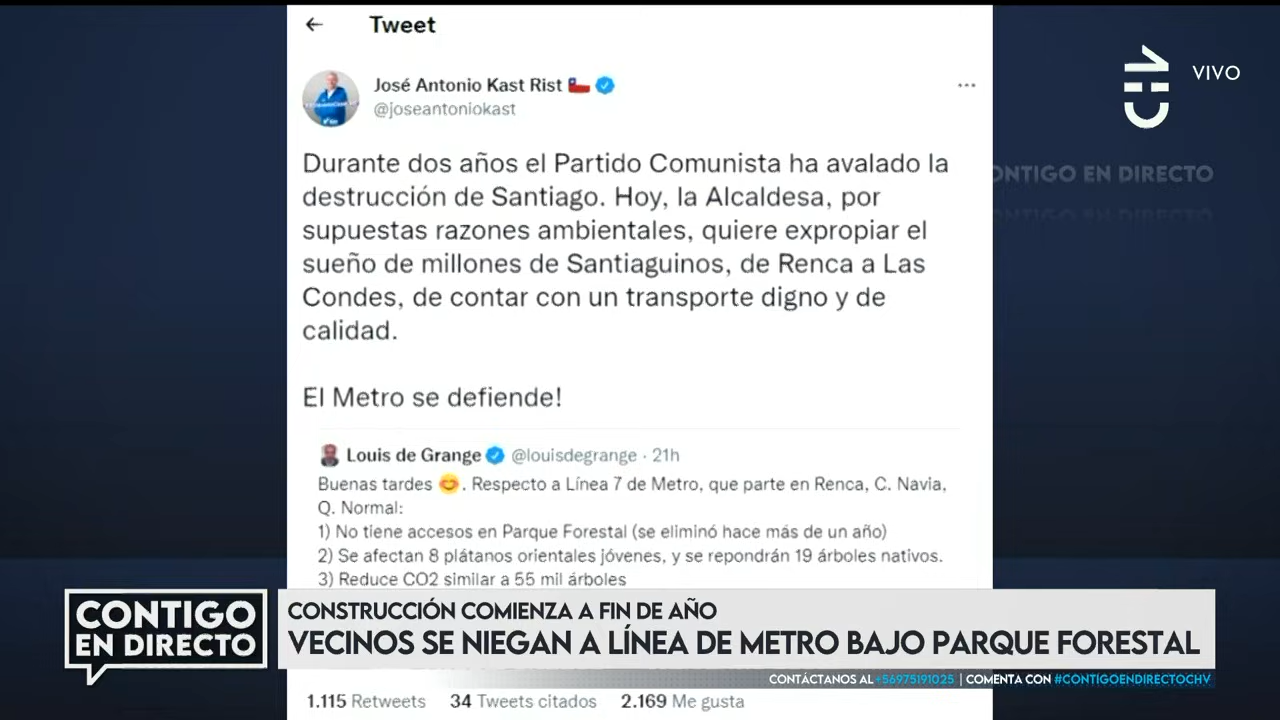 Tweet
José Antonio Kast Rist
@joseantoniokast
Durante dos años el Partido Comunista ha avalado la
destrucción de Santiago. Hoy, la Alcaldesa, por
supuestas razones ambientales, quiere expropiar el
sueño de millones de Santiaguinos, de Renca a Las
Condes, de contar con un transporte digno y de
calidad.
El Metro se defiende!
Louis de Grange @louisdegrange · 21h
Buenas tardes 😊. Respecto a Línea 7 de Metro, que parte en Renca, C. Navia,
Q. Normal:
1) No tiene accesos en Parque Forestal (se eliminó hace más de un año)
2) Se afectan 8 plátanos orientales jóvenes, y se repondrán 19 árboles nativos.
3) Reduce CO2 similar a 55 mil árboles
1.115 Retweets 34 Tweets citados 2.169 Me gusta
CHV
VIVO
ONTIGO EN DIRECTO
ONTIGO EN DIRECTO
CONTIGO
EN DIRECTO
CONSTRUCCIÓN COMIENZA A FIN DE AÑO
VECINOS SE NIEGAN A LÍNEA DE METRO BAJO PARQUE FORESTAL
CONTÁCTANOS AL +56975191025 | COMENTA CON #CONTIGOENDIRECTOCHV